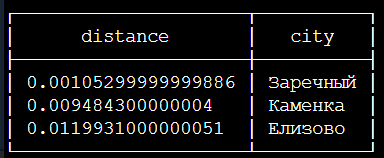 distance city
0.00105299999999886 Заречный
0.009484300000004 Каменка
0.0119931000000051 Елизово